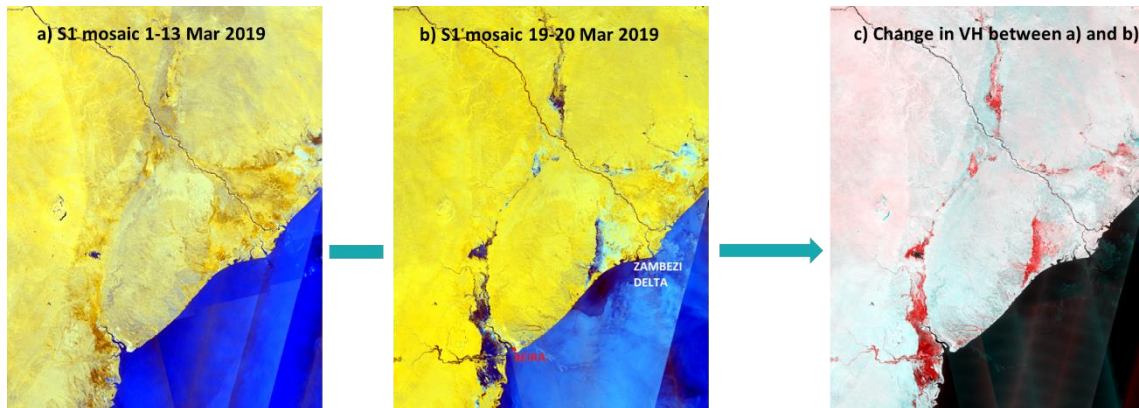 a) S1 mosaic 1-13 Mar 2019
b) S1 mosaic 19-20 Mar 2019
c) Change in VH between a) and b)
ZAMBEZI
DELTA
BEIRA